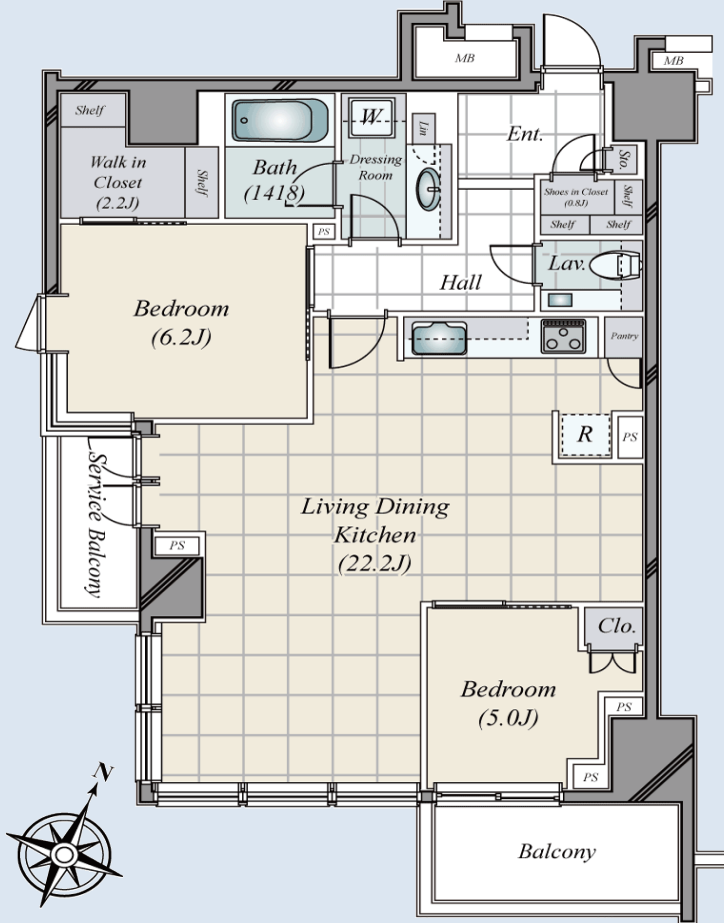 MB
MB
Shelf
W
Lin
Ent.
Walk in
Closet
(2.2J)
Shelf
Bath
(1418)
Dressing
Room
Sto.
Shoes in Closet
(0.8J)
Shelf
Shelf
Shelf
PS
Lav.
Hall
Bedroom
(6.2J)
Pantry
R
PS
Service Balcony
Living Dining
Kitchen
(22.2J)
PS
Clo.
Bedroom
(5.0J)
PS
PS
N
Balcony